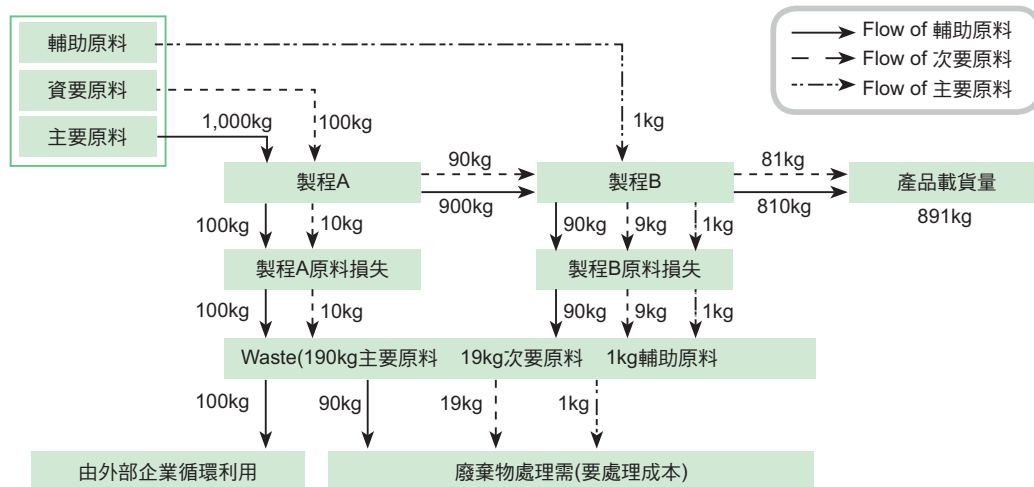 輔助原料
資要原料
主要原料
1,000kg
100kg
1kg
Flow of 輔助原料
Flow of 次要原料
Flow of 主要原料
製程A
90kg
900kg
製程B
81kg
810kg
產品載貨量
891kg
100kg
10kg
90kg
9kg
1kg
製程A原料損失
製程B原料損失
100kg
10kg
90kg
9kg
1kg
Waste(190kg主要原料 19kg次要原料 1kg輔助原料
100kg
90kg
19kg
1kg
由外部企業循環利用
廢棄物處理需(要處理成本)